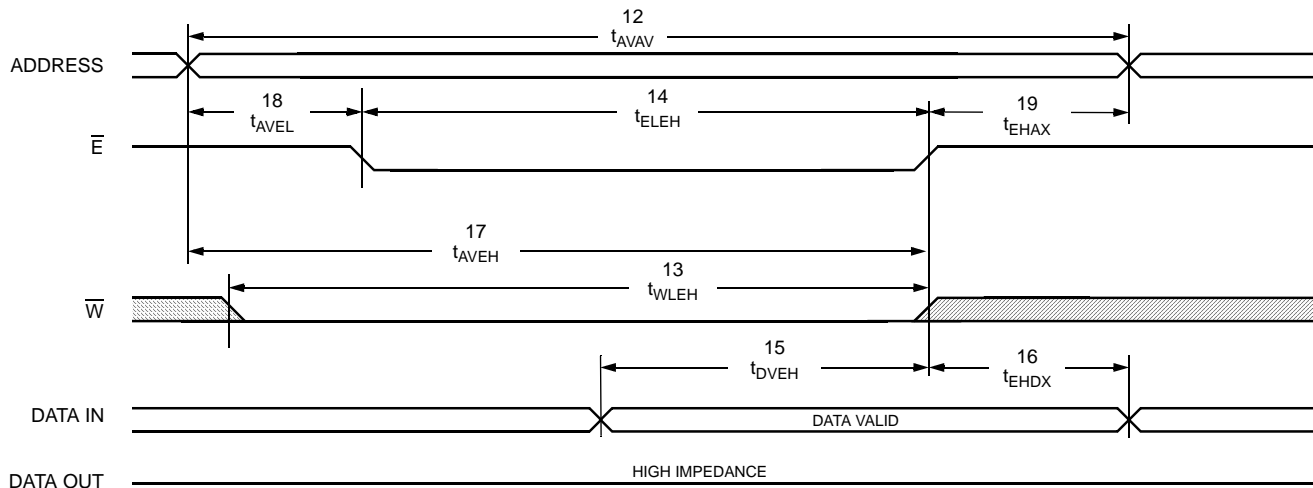 12
tAVAV
ADDRESS
18
tAVEL
14
tELEH
19
tEHAX
E
17
tAVEH
13
tWLEH
W
15
tDVEH
16
tEHDX
DATA IN
DATA VALID
DATA OUT
HIGH IMPEDANCE